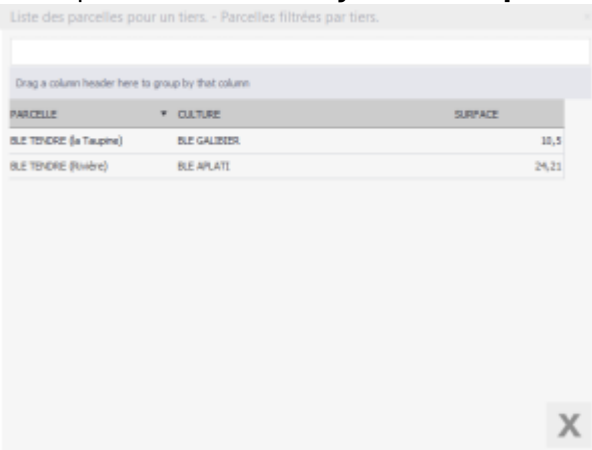 Liste des parcelles pour un tiers. - Parcelles filtrées par tiers.
Drag a column header here to group by that column
PARCELLE ▼ CULTURE SURFACE
BLE TENDRE (la Taupine) BLE GALIBIER 10,5
BLE TENDRE (Rivière) BLE APLATI 24,21
X